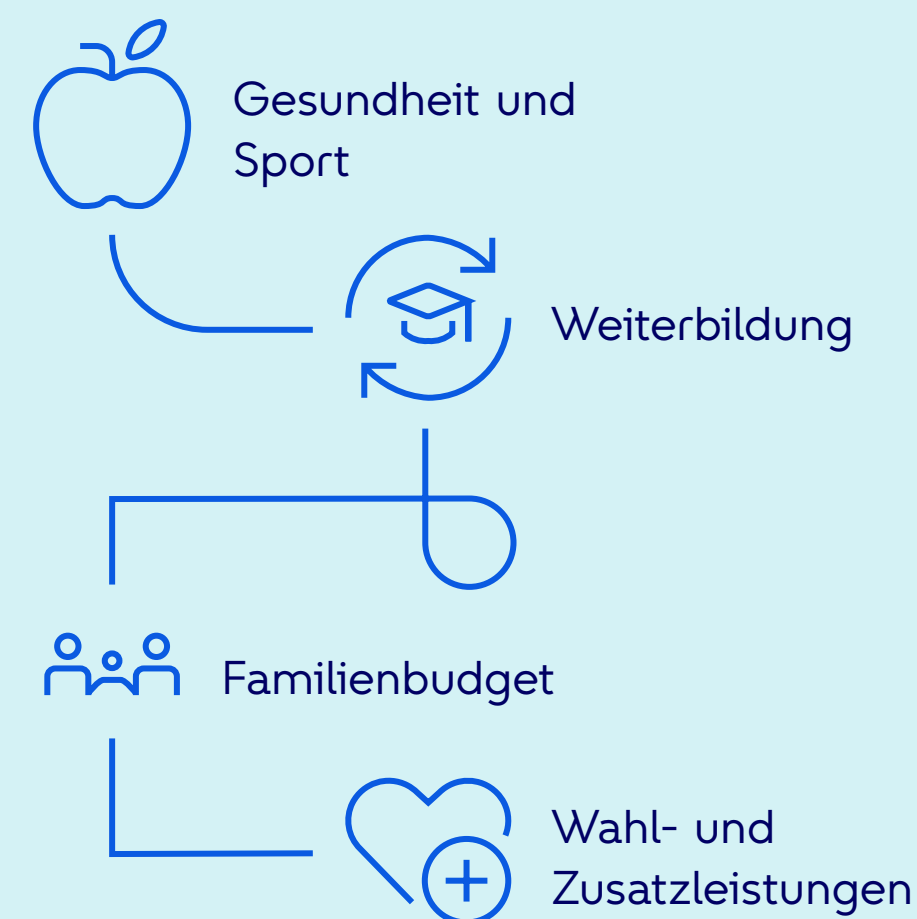 Gesundheit und
Sport
Weiterbildung
Familienbudget
Wahl- und
Zusatzleistungen